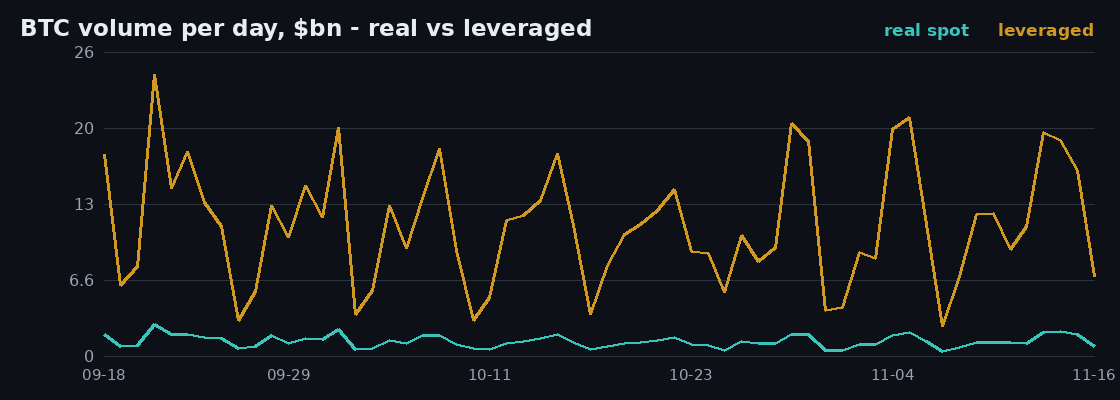 BTC volume per day, $bn - real vs leveraged
real spot leveraged
26
20
13
6.6
0
09-18 09-29 10-11 10-23 11-04 11-16